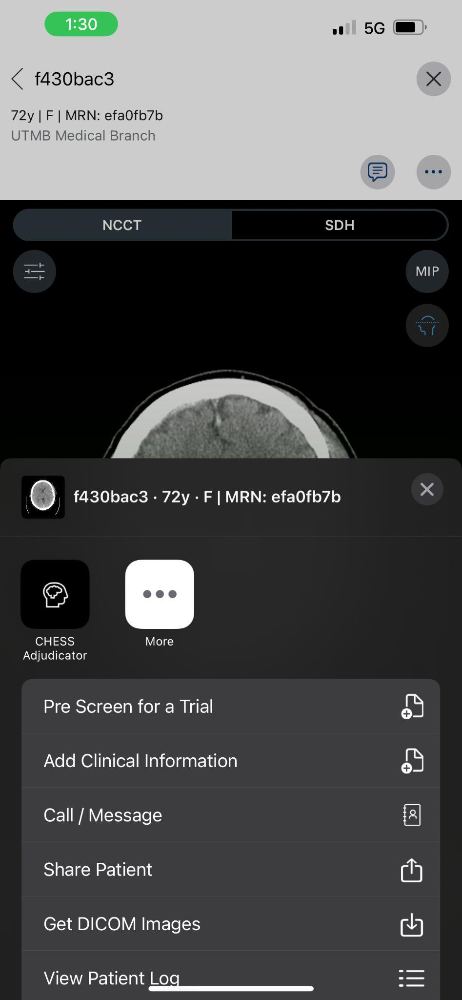 1:30
5G
f430bac3
72y | F | MRN: efa0fb7b
UTMB Medical Branch
NCCT
SDH
MIP
f430bac3 · 72y · F | MRN: efa0fb7b
CHESS
Adjudicator
More
Pre Screen for a Trial
Add Clinical Information
Call / Message
Share Patient
Get DICOM Images
View Patient Log